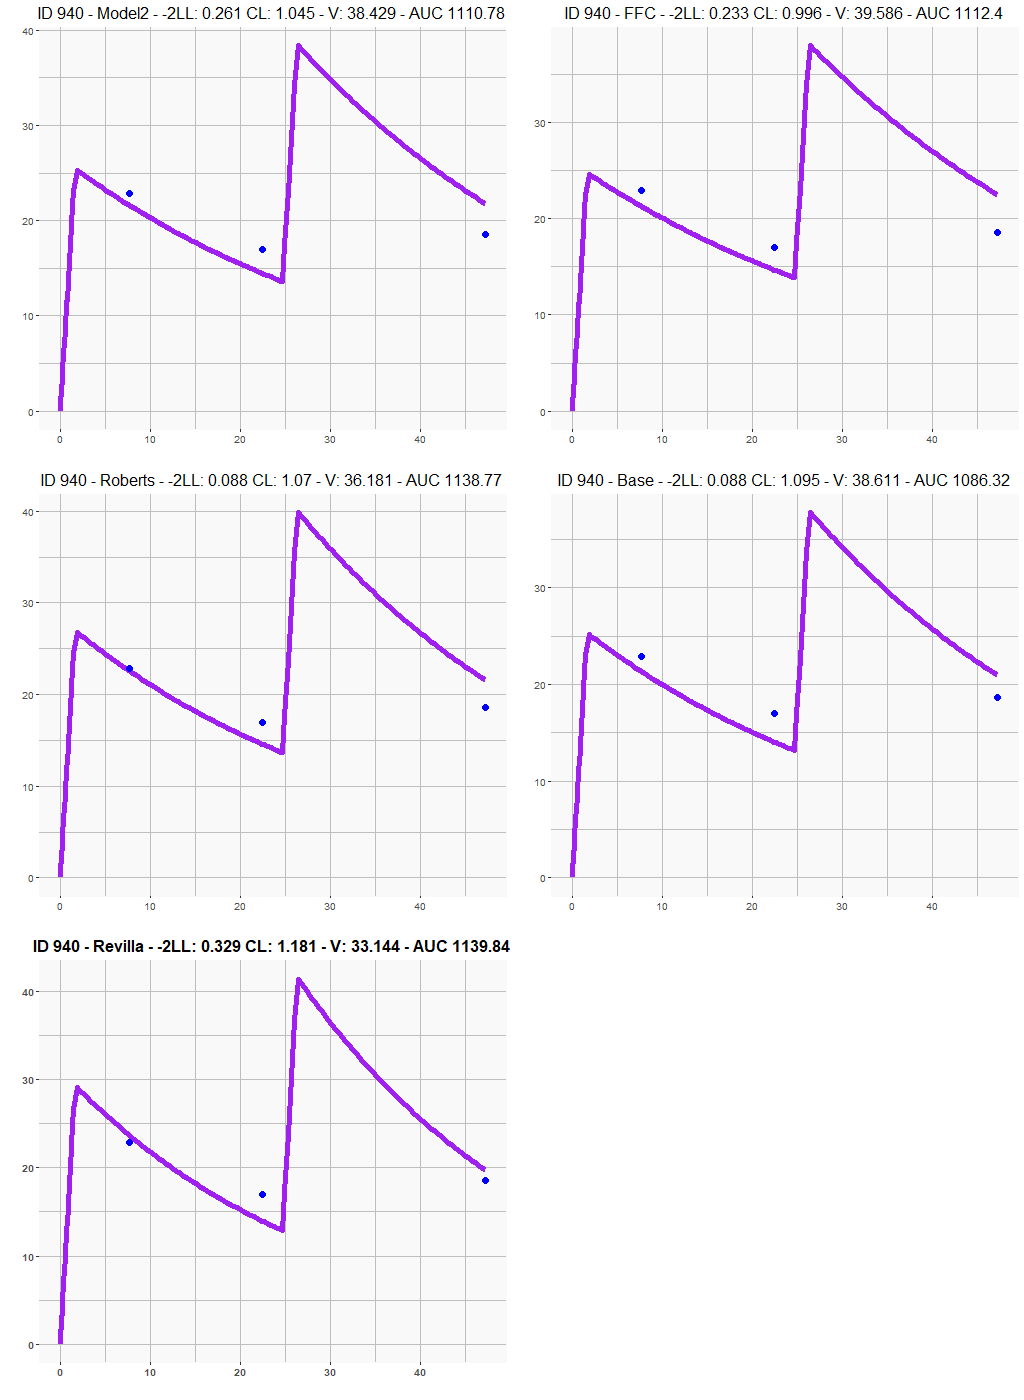 ID 940 - Model2 - -2LL: 0.261 CL: 1.045 - V: 38.429 - AUC 1110.78
40
30
20
10
0
0 10 20 30 40
ID 940 - FFC - -2LL: 0.233 CL: 0.996 - V: 39.586 - AUC 1112.4
30
20
10
0
0 10 20 30 40
ID 940 - Roberts - -2LL: 0.088 CL: 1.07 - V: 36.181 - AUC 1138.77
40
30
20
10
0
0 10 20 30 40
ID 940 - Base - -2LL: 0.088 CL: 1.095 - V: 38.611 - AUC 1086.32
30
20
10
0
0 10 20 30 40
ID 940 - Revilla - -2LL: 0.329 CL: 1.181 - V: 33.144 - AUC 1139.84
40
30
20
10
0
0 10 20 30 40